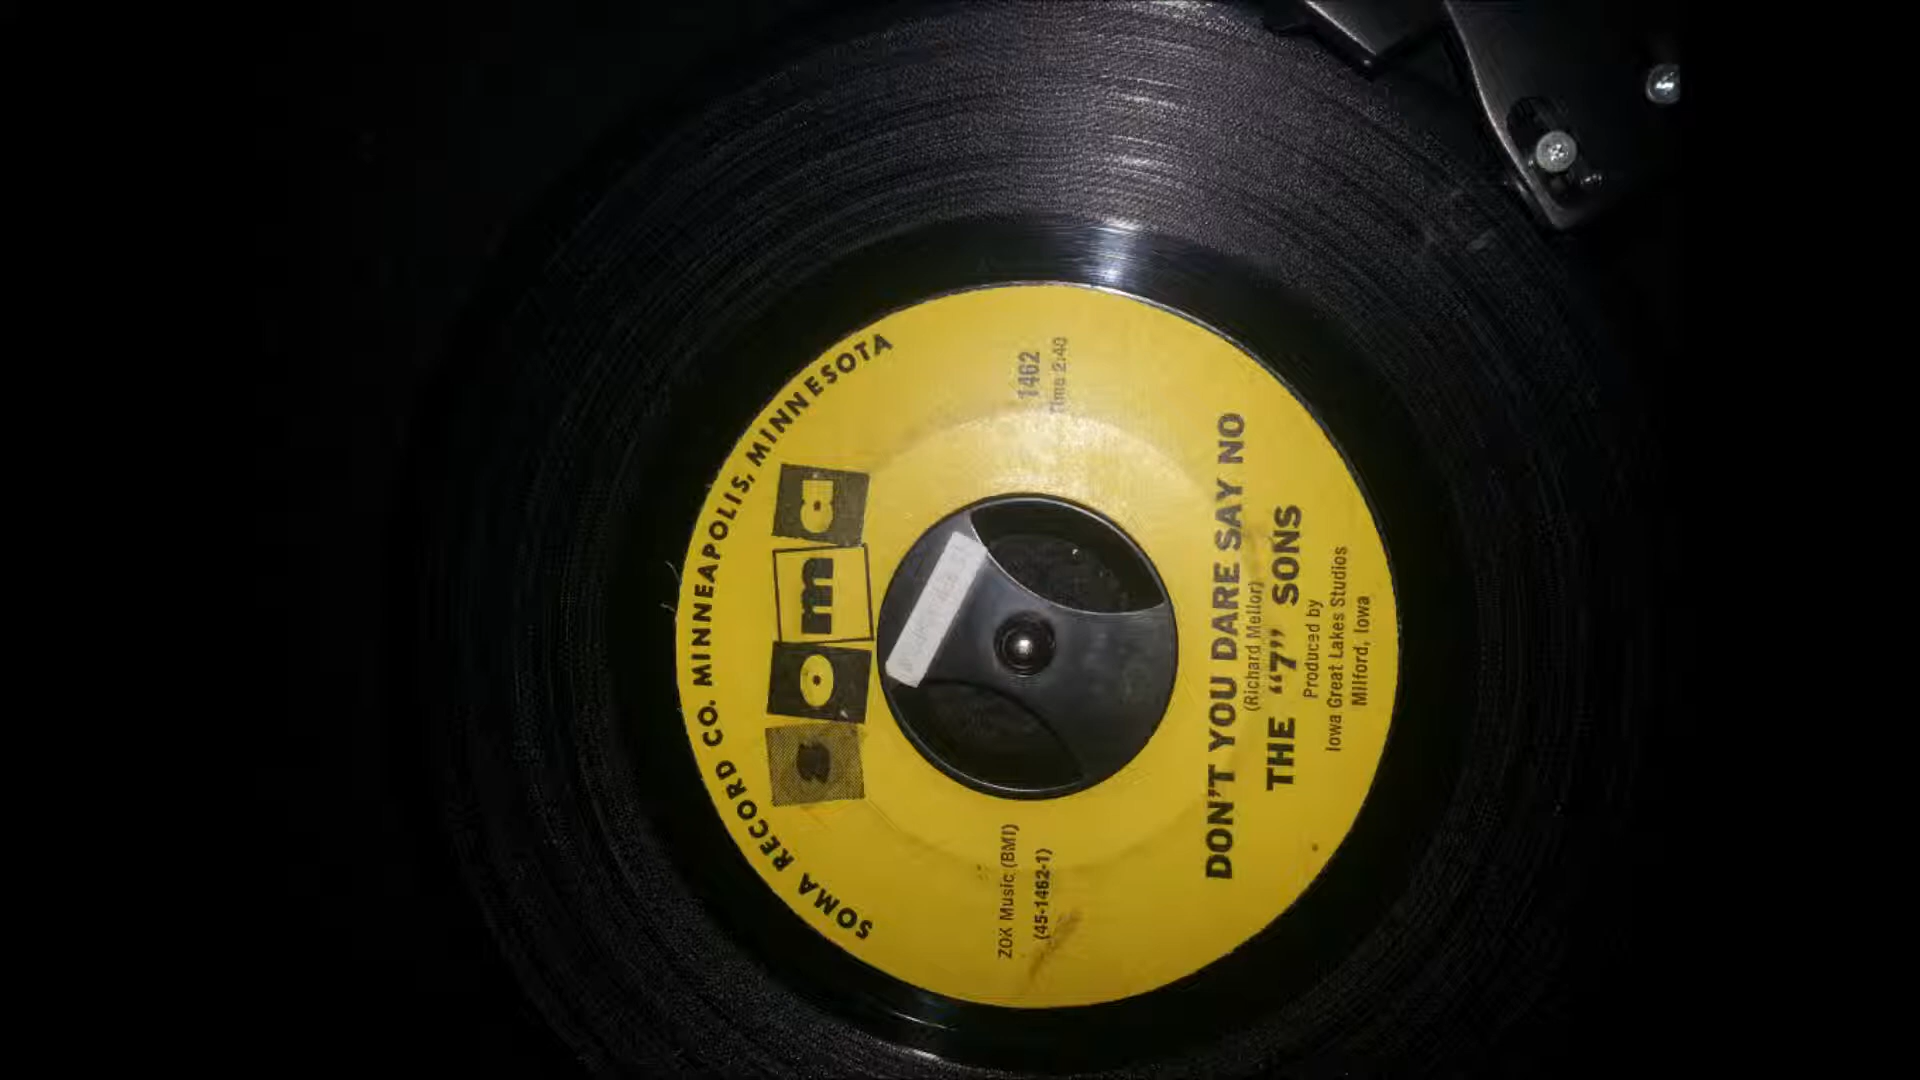 SOMA RECORD CO. MINNEAPOLIS, MINNESOTA
soma
ZOK Music (BMI)
(45-1462-1)
1462
Time 2:40
DON'T YOU DARE SAY NO
(Richard Mellor)
THE “7” SONS
Produced by
Iowa Great Lakes Studios
Milford, Iowa